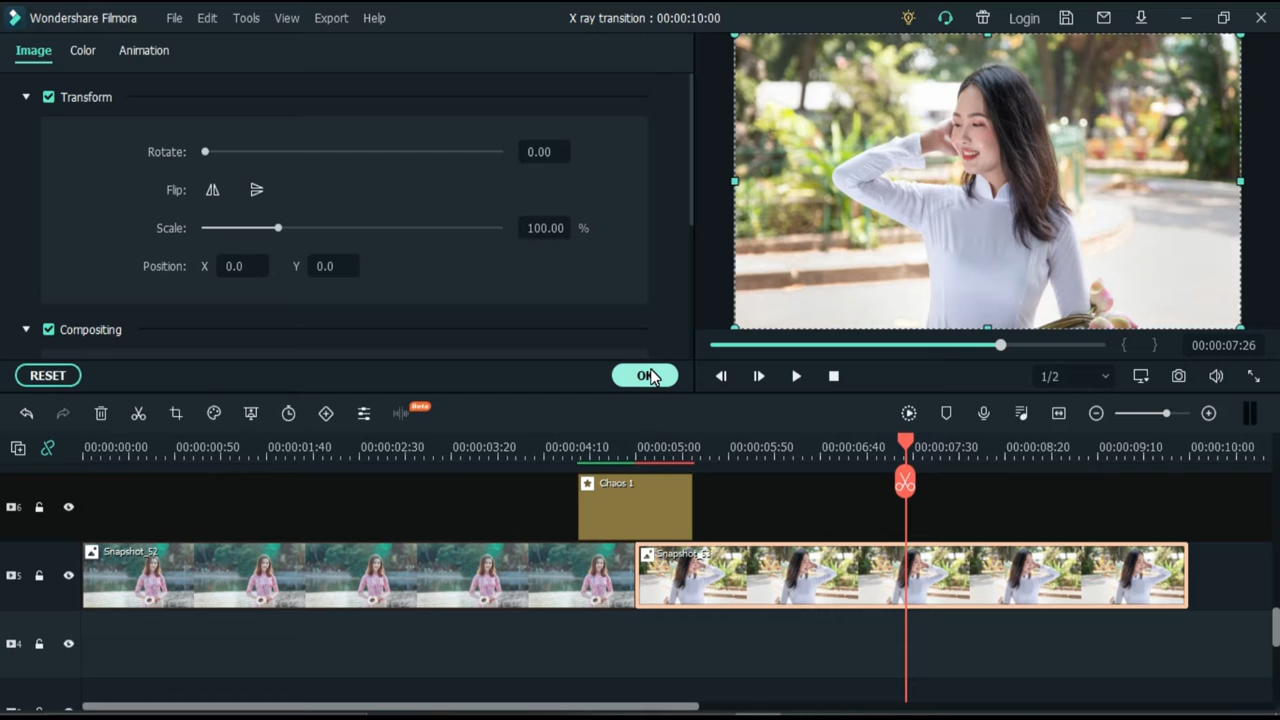 Wondershare Filmora File Edit Tools View Export Help X ray transition : 00:00:10:00 Login
Image Color Animation
Transform
Rotate: 0.00
Flip:
Scale: 100.00 %
Position: X 0.0 Y 0.0
Compositing
RESET OK
{ } 00:00:07:26
1/2
Beta
00:00:00:00 00:00:00:50 00:00:01:40 00:00:02:30 00:00:03:20 00:00:04:10 00:00:05:00 00:00:05:50 00:00:06:40 00:00:07:30 00:00:08:20 00:00:09:10 00:00:10:00
6 Chaos 1
Snapshot_52 Snapshot_53
5
4